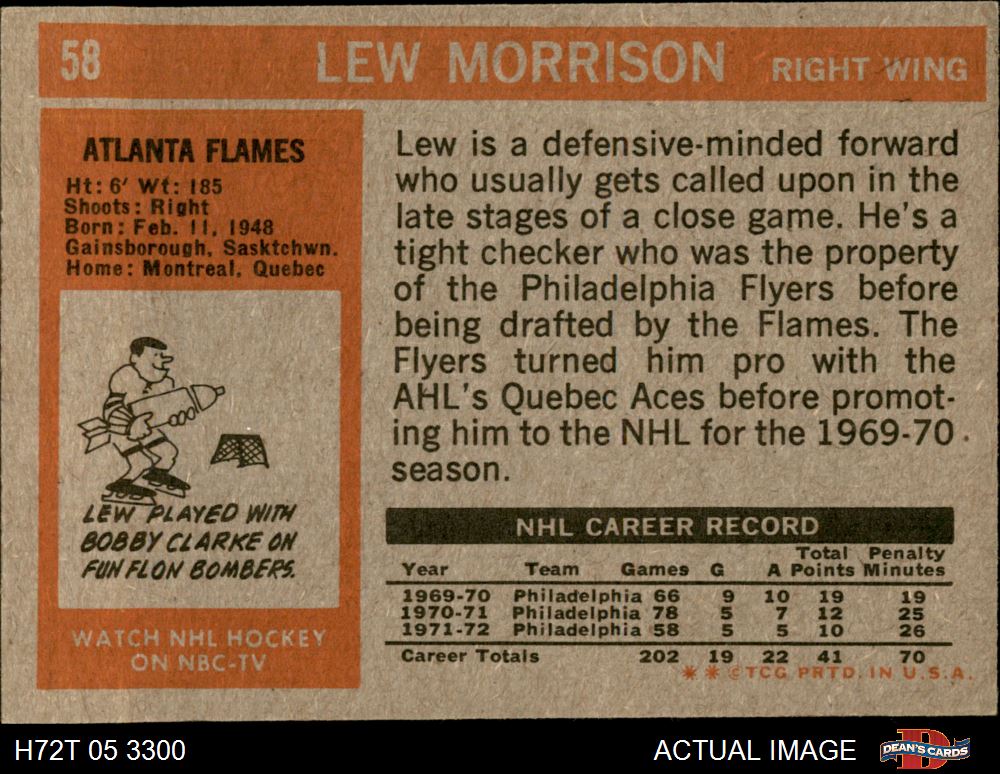 58 LEW MORRISON RIGHT WING
ATLANTA FLAMES
Ht: 6' Wt: 185
Shoots: Right
Born: Feb. 11, 1948
Gainsborough, Sasktchwn.
Home: Montreal, Quebec
LEW PLAYED WITH
BOBBY CLARKE ON
FUN FLON BOMBERS.
WATCH NHL HOCKEY
ON NBC-TV
Lew is a defensive-minded forward
who usually gets called upon in the
late stages of a close game. He's a
tight checker who was the property
of the Philadelphia Flyers before
being drafted by the Flames. The
Flyers turned him pro with the
AHL's Quebec Aces before promot-
ing him to the NHL for the 1969-70
season.
NHL CAREER RECORD
Total Penalty
Year Team Games G A Points Minutes
1969-70 Philadelphia 66 9 10 19 19
1970-71 Philadelphia 78 5 7 12 25
1971-72 Philadelphia 58 5 5 10 26
Career Totals 202 19 22 41 70
* * ©TCG PRTD. IN U.S.A.
H72T 05 3300 ACTUAL IMAGE DEAN'S CARDS